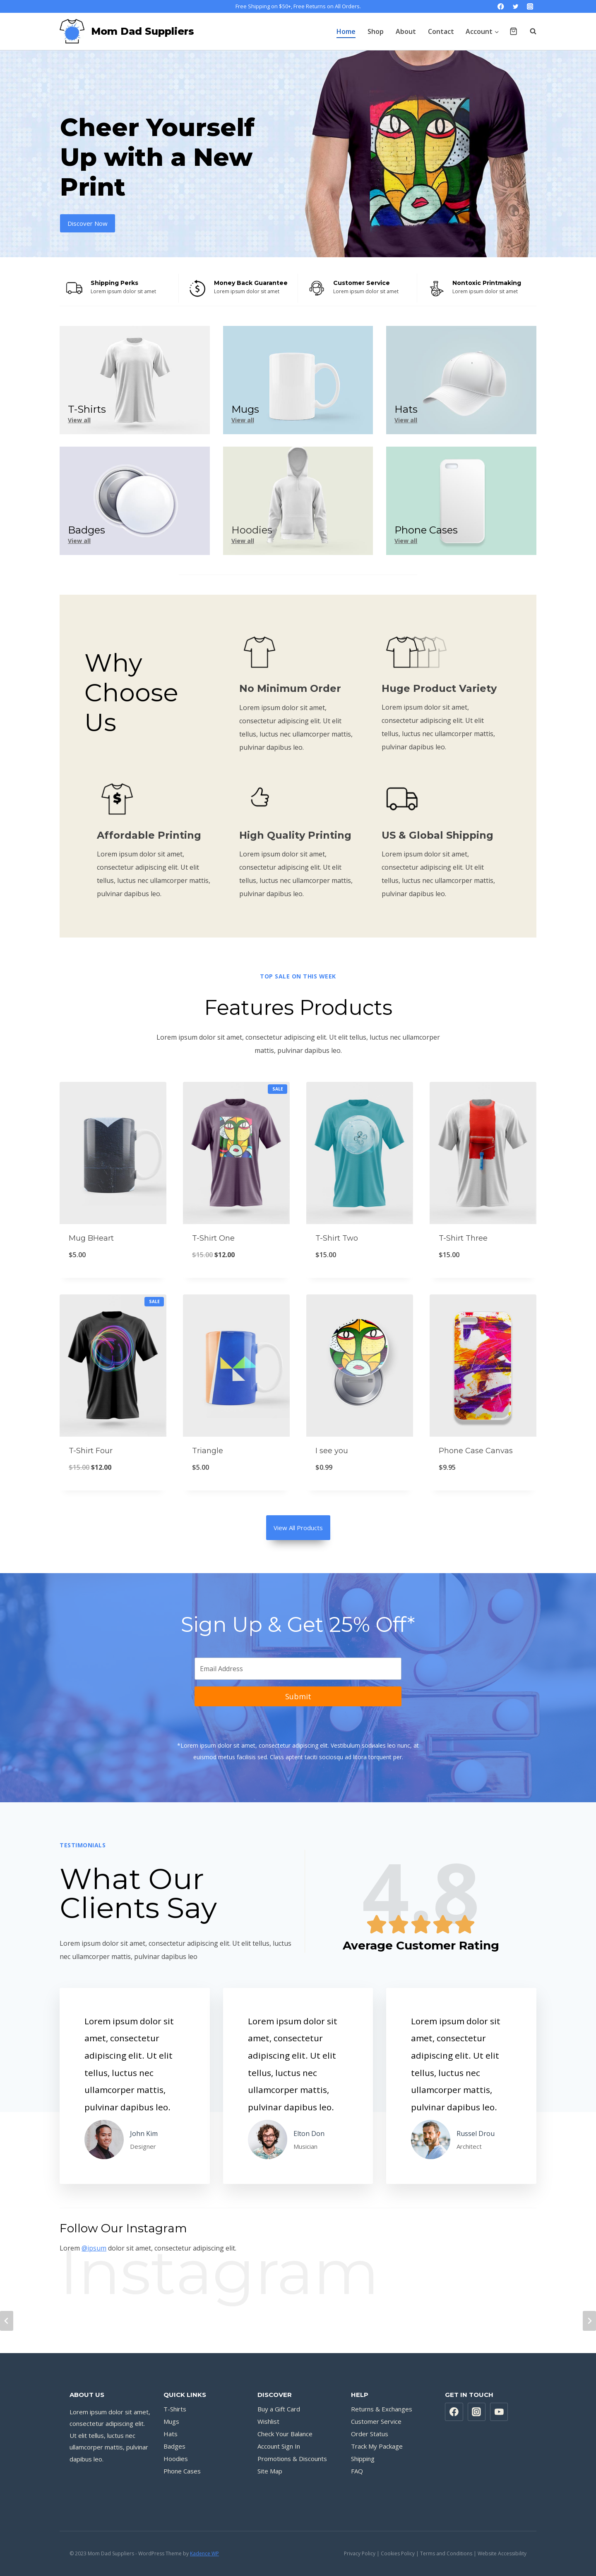 Free Shipping on $50+, Free Returns on All Orders
Mom Dad Suppliers
Home
Shop
About
Contact
Account
Cheer Yourself
Up with a New
Print
Discover Now
Shipping Perks
Lorem ipsum dolor sit amet
Money Back Guarantee
Lorem ipsum dolor sit amet
Customer Service
Lorem ipsum dolor sit amet
Nontoxic Printmaking
Lorem ipsum dolor sit amet
T-Shirts
View all
Mugs
View all
Hats
View all
Badges
View all
Hoodies
View all
Phone Cases
View all
Why
Choose
Us
No Minimum Order
Lorem ipsum dolor sit amet,
consectetur adipiscing elit. Ut elit
tellus, luctus nec ullamcorper mattis,
pulvinar dapibus leo.
Huge Product Variety
Lorem ipsum dolor sit amet,
consectetur adipiscing elit. Ut elit
tellus, luctus nec ullamcorper mattis,
pulvinar dapibus leo.
Affordable Printing
Lorem ipsum dolor sit amet,
consectetur adipiscing elit. Ut elit
tellus, luctus nec ullamcorper mattis,
pulvinar dapibus leo.
High Quality Printing
Lorem ipsum dolor sit amet,
consectetur adipiscing elit. Ut elit
tellus, luctus nec ullamcorper mattis,
pulvinar dapibus leo.
US & Global Shipping
Lorem ipsum dolor sit amet,
consectetur adipiscing elit. Ut elit
tellus, luctus nec ullamcorper mattis,
pulvinar dapibus leo.
TOP SALE ON THIS WEEK
Features Products
Lorem ipsum dolor sit amet, consectetur adipiscing elit. Ut elit tellus, luctus nec ullamcorper
mattis, pulvinar dapibus leo.
Mug BHeart
$5.00
SALE
T-Shirt One
$15.00 $12.00
T-Shirt Two
$15.00
T-Shirt Three
$15.00
SALE
T-Shirt Four
$15.00 $12.00
Triangle
$5.00
I see you
$0.99
Phone Case Canvas
$9.95
View All Products
Sign Up & Get 25% Off*
Email Address
Submit
*Lorem ipsum dolor sit amet, consectetur adipiscing elit. Vestibulum sodales leo nunc, at
euismod metus facilisis sed. Class aptent taciti sociosqu ad litora torquent per.
TESTIMONIALS
What Our
Clients Say
Lorem ipsum dolor sit amet, consectetur adipiscing elit. Ut elit tellus, luctus
nec ullamcorper mattis, pulvinar dapibus leo
4.8
Average Customer Rating
Lorem ipsum dolor sit
amet, consectetur
adipiscing elit. Ut elit
tellus, luctus nec
ullamcorper mattis,
pulvinar dapibus leo.
John Kim
Designer
Lorem ipsum dolor sit
amet, consectetur
adipiscing elit. Ut elit
tellus, luctus nec
ullamcorper mattis,
pulvinar dapibus leo.
Elton Don
Musician
Lorem ipsum dolor sit
amet, consectetur
adipiscing elit. Ut elit
tellus, luctus nec
ullamcorper mattis,
pulvinar dapibus leo.
Russel Drou
Architect
Follow Our Instagram
Lorem @ipsum dolor sit amet, consectetur adipiscing elit.
Instagram
ABOUT US
Lorem ipsum dolor sit amet,
consectetur adipiscing elit.
Ut elit tellus, luctus nec
ullamcorper mattis, pulvinar
dapibus leo.
QUICK LINKS
T-Shirts
Mugs
Hats
Badges
Hoodies
Phone Cases
DISCOVER
Buy a Gift Card
Wishlist
Check Your Balance
Account Sign In
Promotions & Discounts
Site Map
HELP
Returns & Exchanges
Customer Service
Order Status
Track My Package
Shipping
FAQ
GET IN TOUCH
© 2023 Mom Dad Suppliers - WordPress Theme by Kadence WP
Privacy Policy | Cookies Policy | Terms and Conditions | Website Accessibility